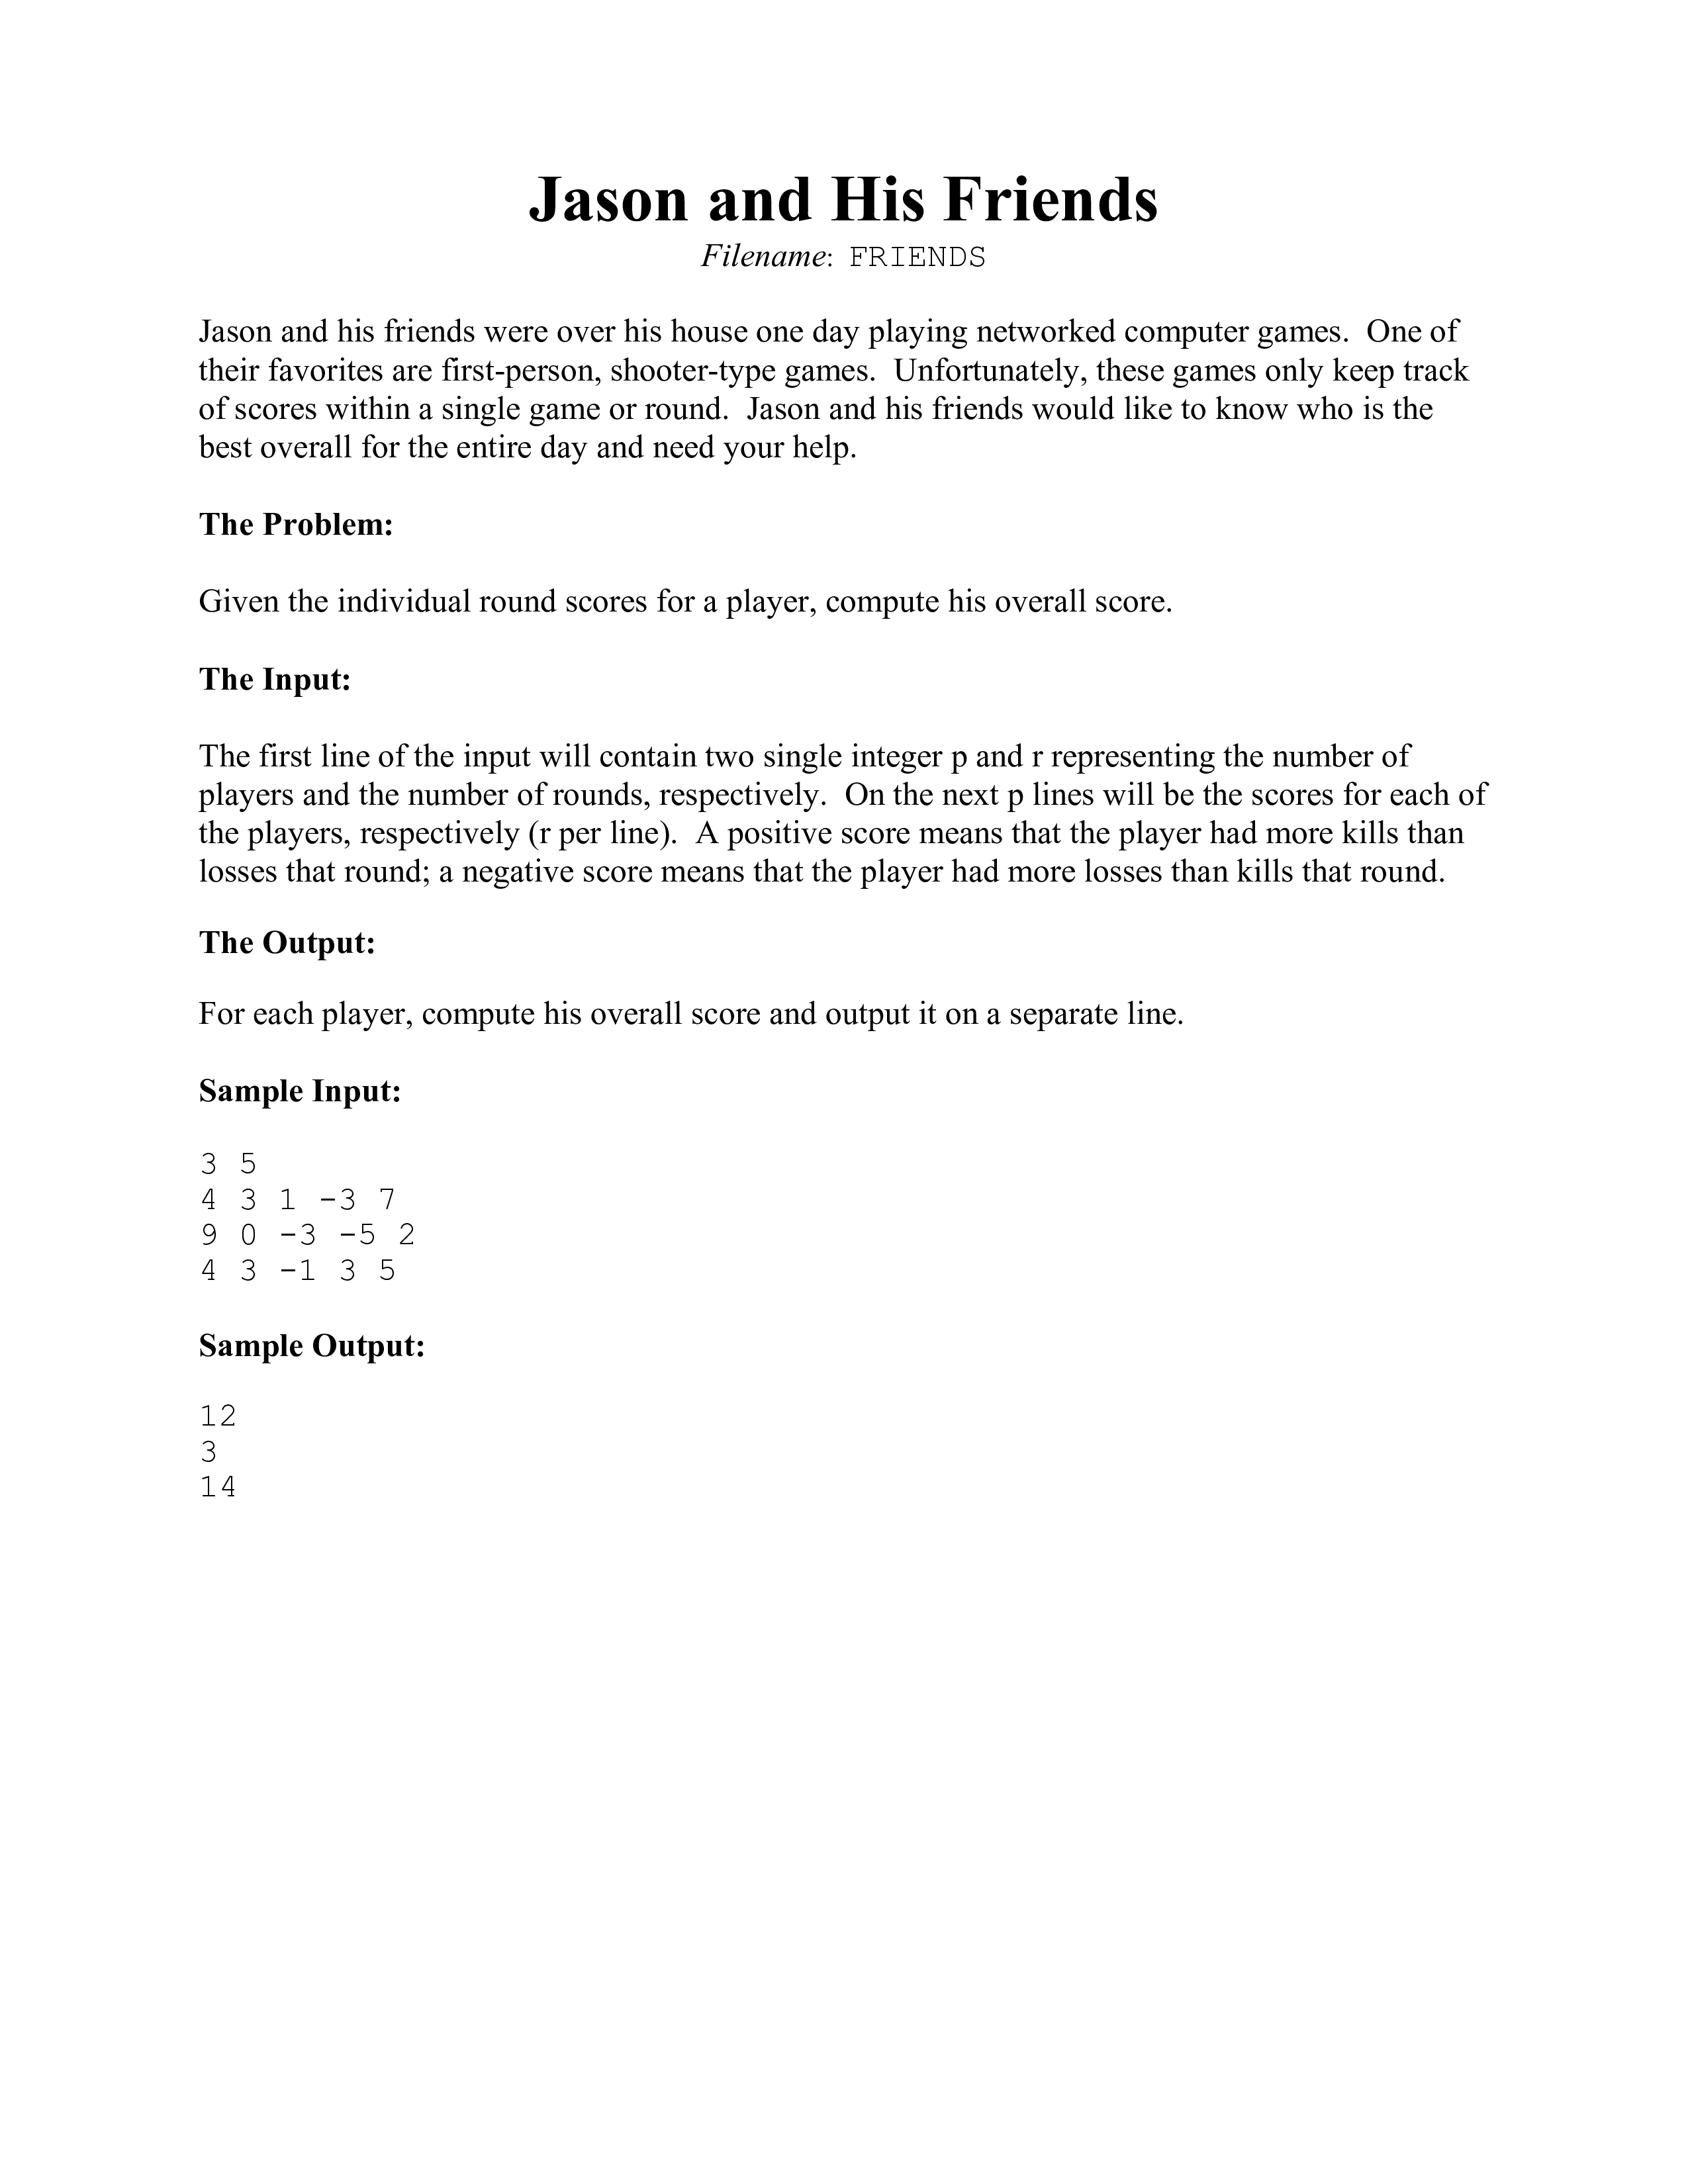 Jason and His Friends
Filename: FRIENDS
Jason and his friends were over his house one day playing networked computer games. One of
their favorites are first-person, shooter-type games. Unfortunately, these games only keep track
of scores within a single game or round. Jason and his friends would like to know who is the
best overall for the entire day and need your help.
The Problem:
Given the individual round scores for a player, compute his overall score.
The Input:
The first line of the input will contain two single integer p and r representing the number of
players and the number of rounds, respectively. On the next p lines will be the scores for each of
the players, respectively (r per line). A positive score means that the player had more kills than
losses that round; a negative score means that the player had more losses than kills that round.
The Output:
For each player, compute his overall score and output it on a separate line.
Sample Input:
3 5
4 3 1 -3 7
9 0 -3 -5 2
4 3 -1 3 5
Sample Output:
12
3
14